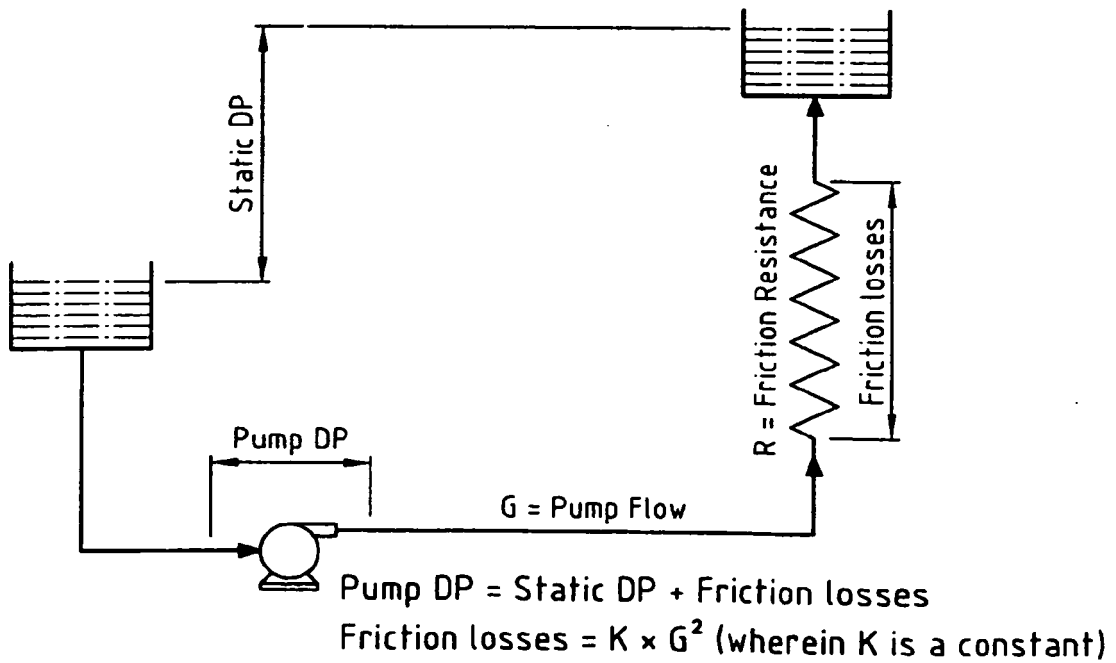 Static DP
R = Friction Resistance
Friction losses
Pump DP
G = Pump Flow
Pump DP = Static DP + Friction losses
Friction losses = K x G² (wherein K is a constant)